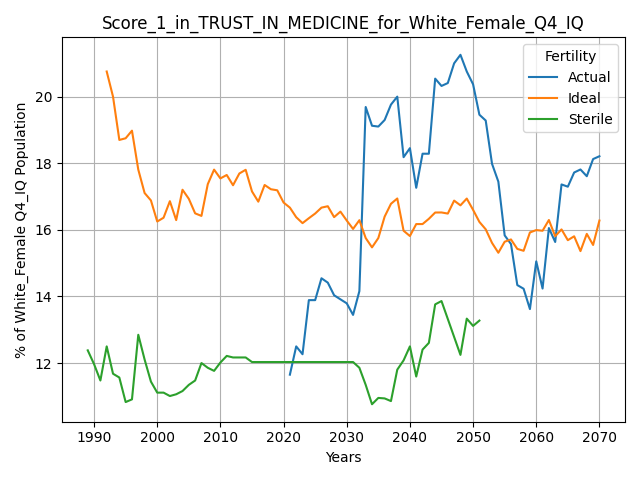 Score_1_in_TRUST_IN_MEDICINE_for_White_Female_Q4_IQ
% of White_Female Q4_IQ Population
20
18
16
14
12
Fertility
Actual
Ideal
Sterile
1990 2000 2010 2020 2030 2040 2050 2060 2070
Years